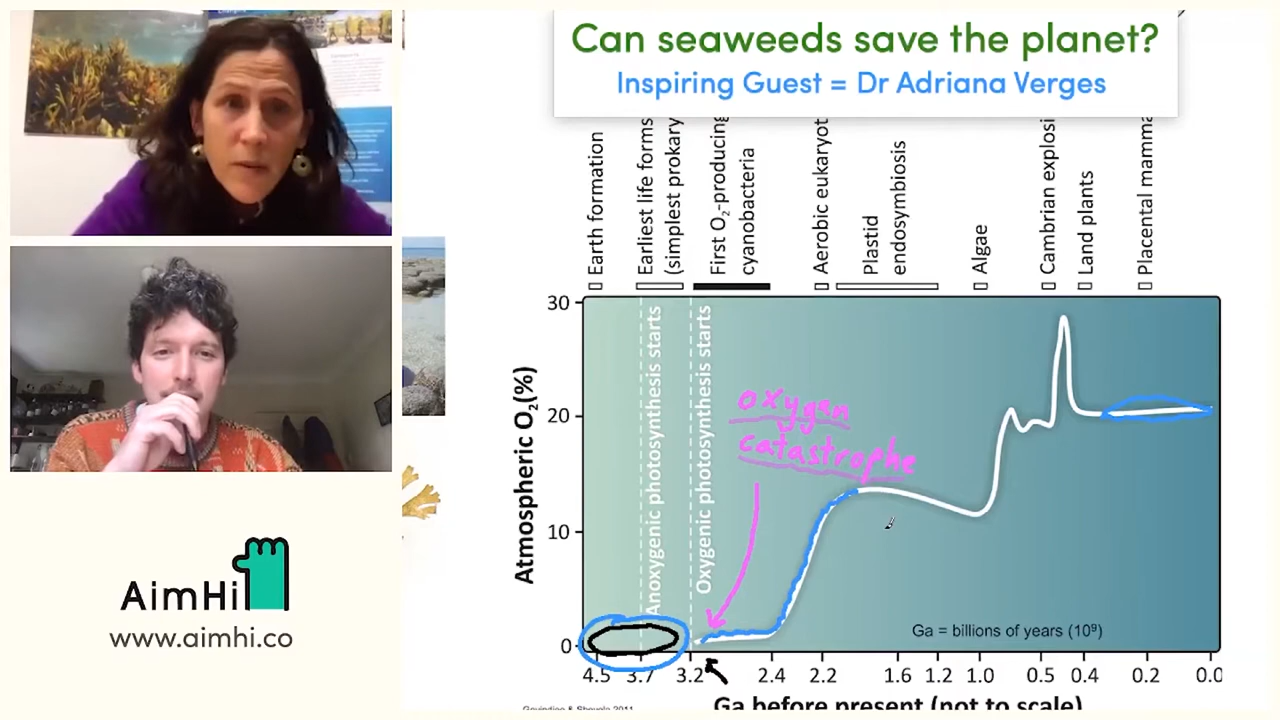 Can seaweeds save the planet?
Inspiring Guest = Dr Adriana Verges
Earth formation
Earliest life forms
(simplest prokary
First O₂-producing
cyanobacteria
Aerobic eukaryot
Plastid
endosymbiosis
Algae
Cambrian explosi
Land plants
Placental mamma
Atmospheric O₂(%)
30
20
10
0
Anoxygenic photosynthesis starts
Oxygenic photosynthesis starts
oxygen
catastrophe
Ga = billions of years (10⁹)
4.5 3.7 3.2 2.4 2.2 1.6 1.2 1.0 0.5 0.4 0.2 0.0
Ga before present (not to scale)
AimHi
www.aimhi.co